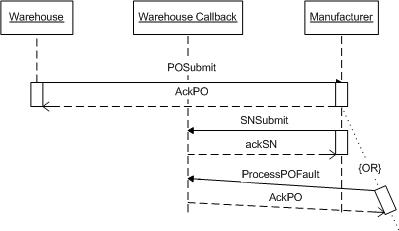 Warehouse
Warehouse Callback
Manufacturer
POSubmit
AckPO
SNSubmit
ackSN
{OR}
ProcessPOFault
AckPO